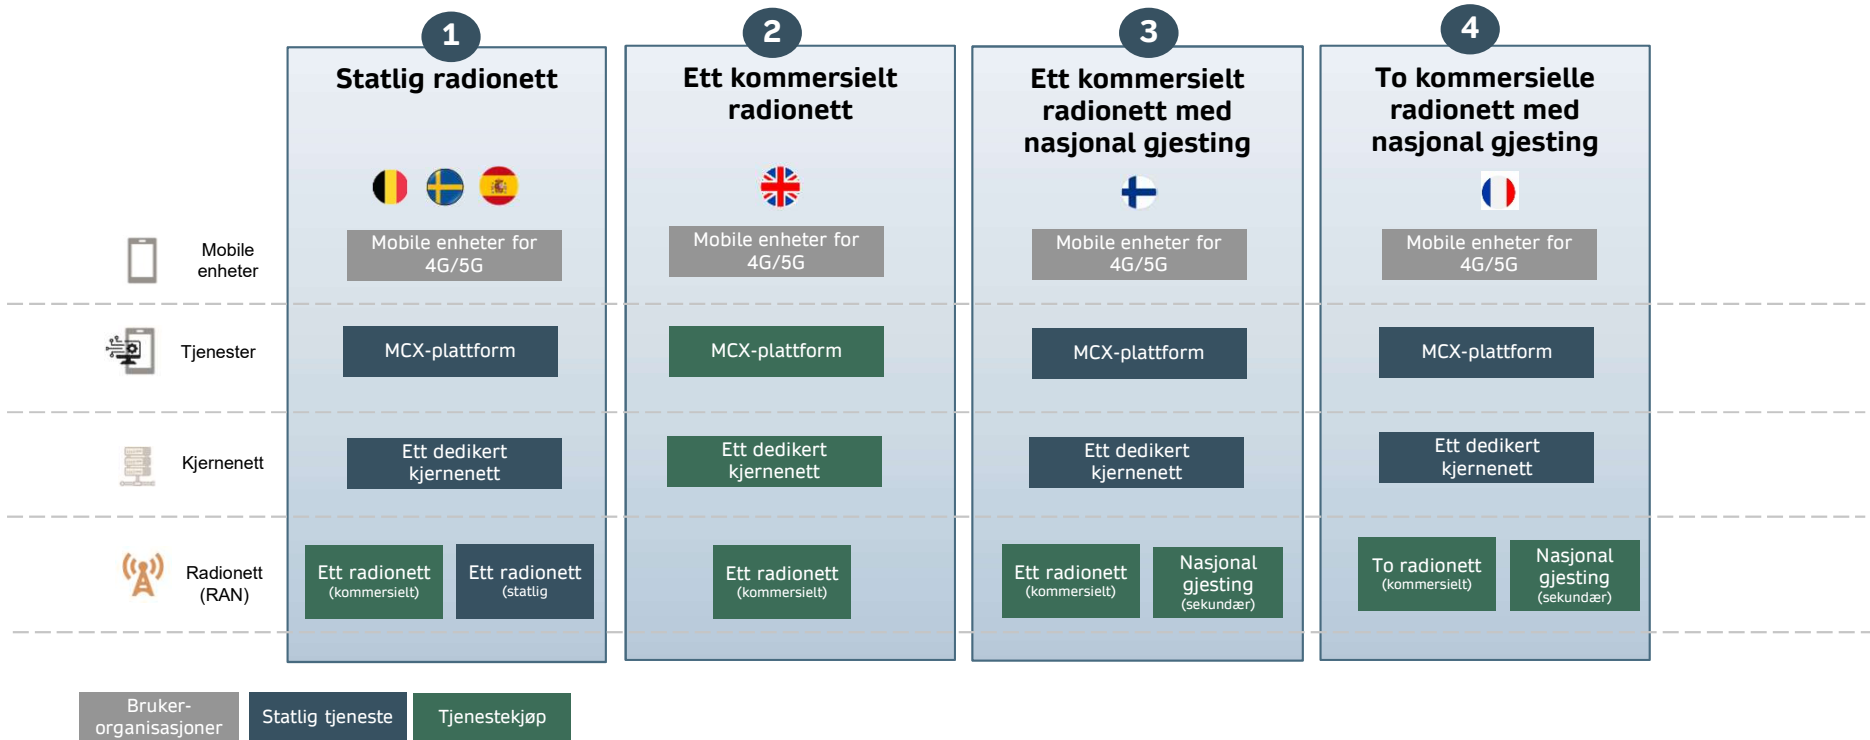 1
2
3
4
Statlig radionett
Ett kommersielt
radionett
Ett kommersielt
radionett med
nasjonal gjesting
To kommersielle
radionett med
nasjonal gjesting
Mobile
enheter
Mobile enheter for
4G/5G
Mobile enheter for
4G/5G
Mobile enheter for
4G/5G
Mobile enheter for
4G/5G
Tjenester
MCX-plattform
MCX-plattform
MCX-plattform
MCX-plattform
Kjernenett
Ett dedikert
kjernenett
Ett dedikert
kjernenett
Ett dedikert
kjernenett
Ett dedikert
kjernenett
Radionett
(RAN)
Ett radionett
(kommersielt)
Ett radionett
(statlig
Ett radionett
(kommersielt)
Ett radionett
(kommersielt)
Nasjonal
gjesting
(sekundær)
To radionett
(kommersielt)
Nasjonal
gjesting
(sekundær)
Bruker-
organisasjoner
Statlig tjeneste
Tjenestekjøp